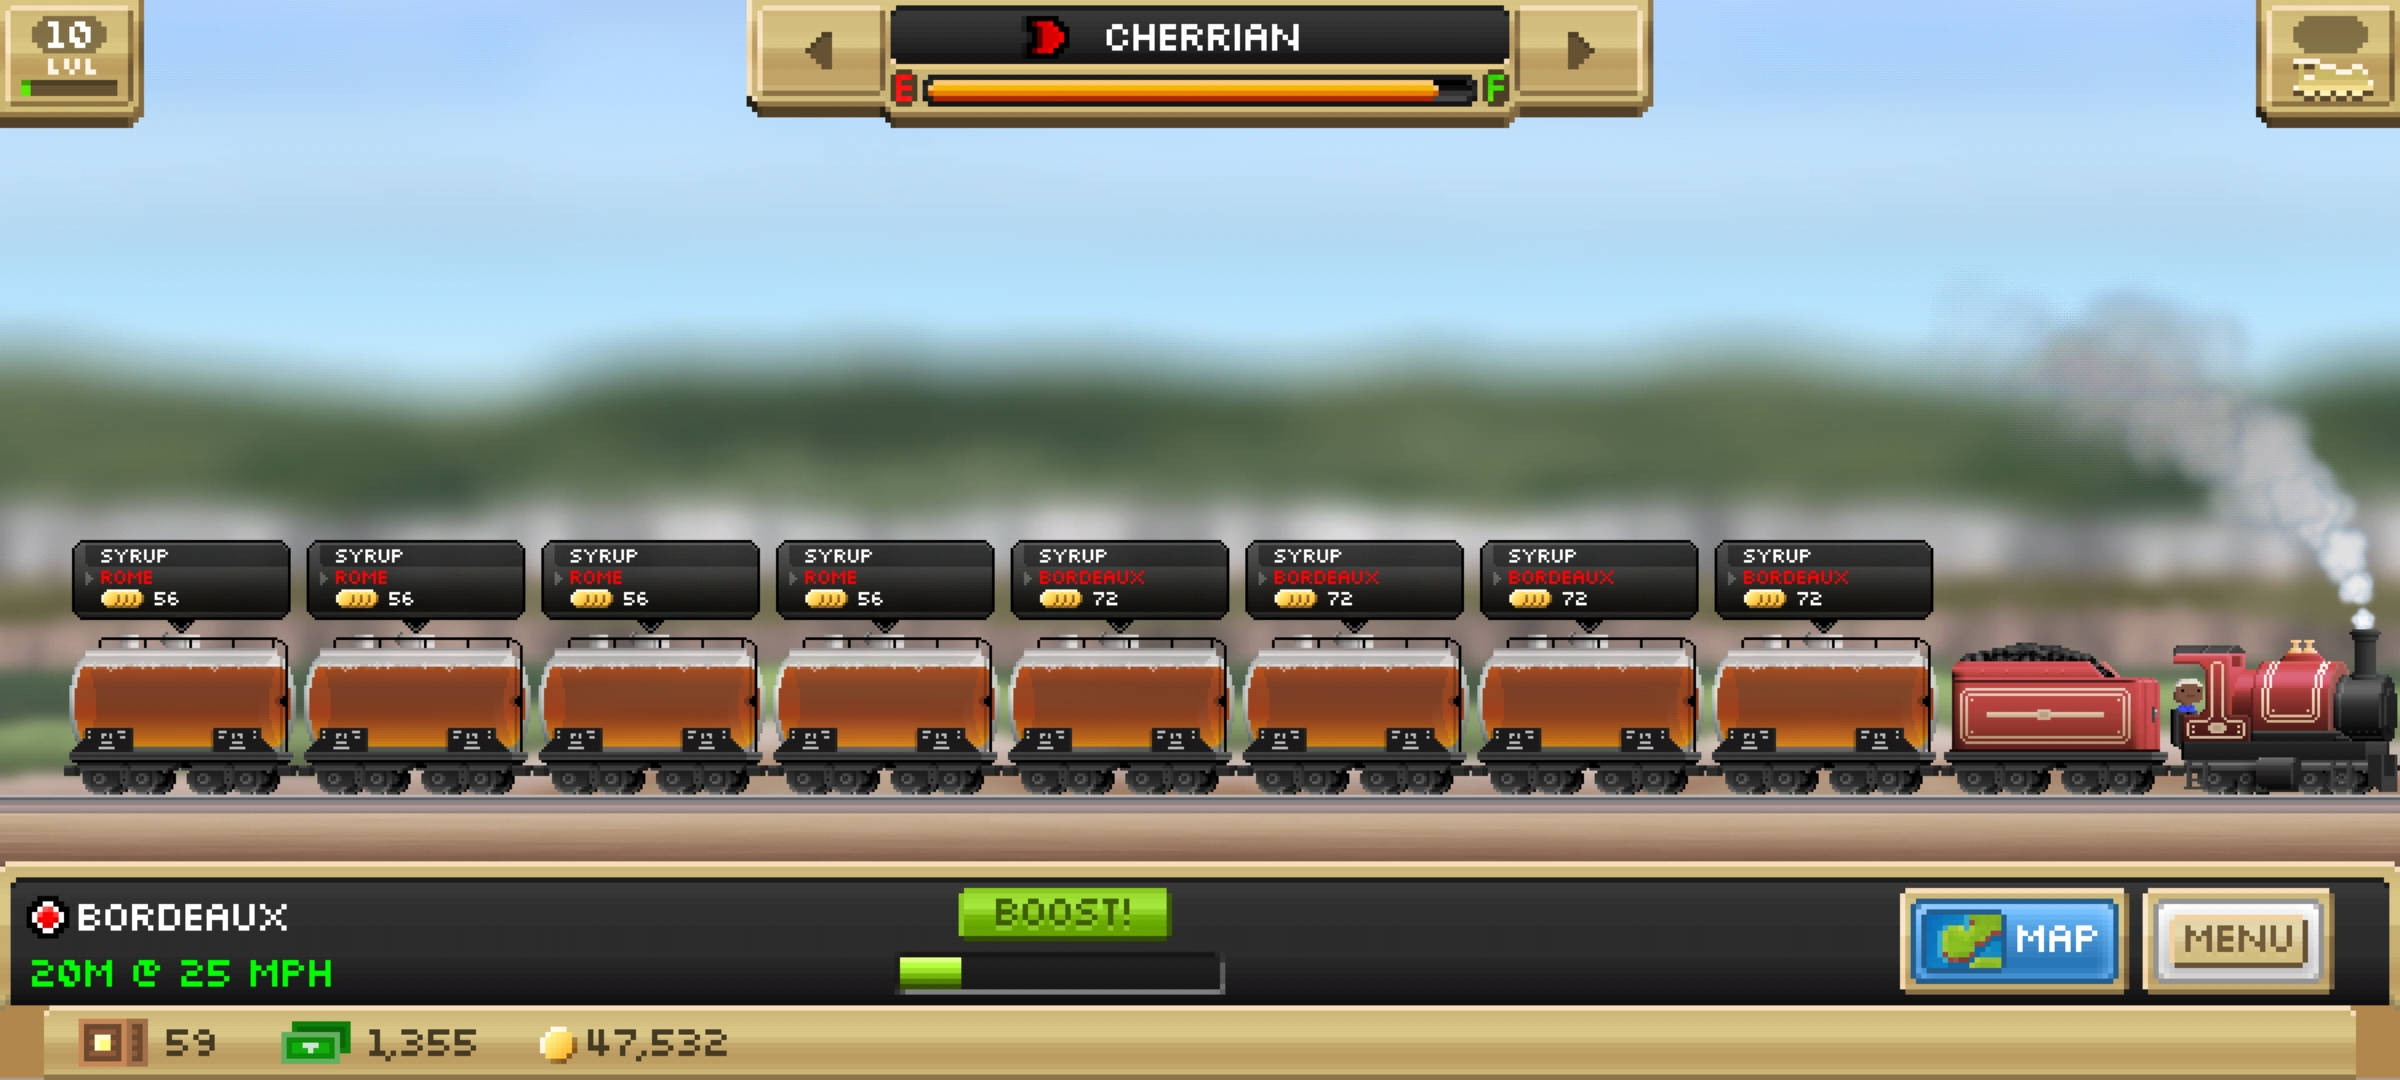 10
LVL
CHERRIAN
E
F
SYRUP
ROME
56
SYRUP
ROME
56
SYRUP
ROME
56
SYRUP
ROME
56
SYRUP
BORDEAUX
72
SYRUP
BORDEAUX
72
SYRUP
BORDEAUX
72
SYRUP
BORDEAUX
72
BORDEAUX
20M @ 25 MPH
BOOST!
MAP
MENU
59
1,355
47,532